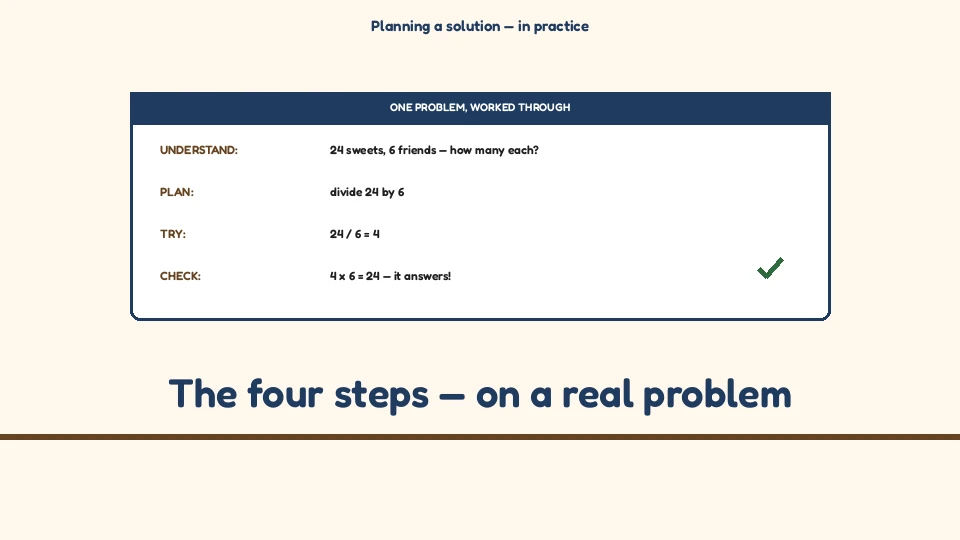 Planning a solution — in practice
ONE PROBLEM, WORKED THROUGH
UNDERSTAND: 24 sweets, 6 friends — how many each?
PLAN: divide 24 by 6
TRY: 24 / 6 = 4
CHECK: 4 x 6 = 24 — it answers!
The four steps — on a real problem